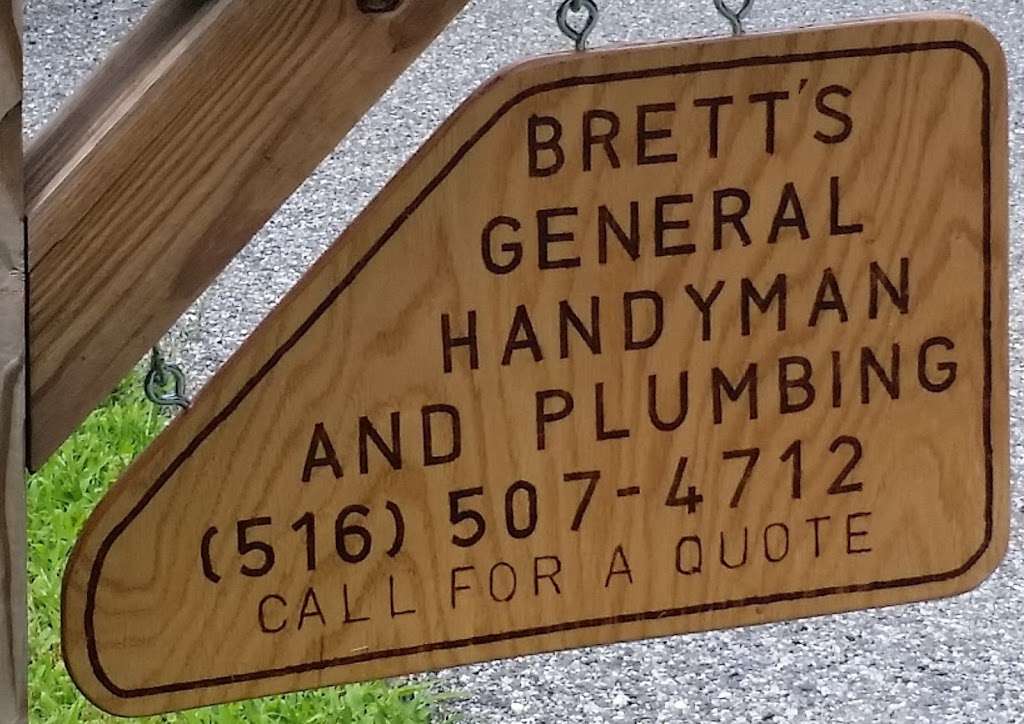 BRETT'S
GENERAL
HANDYMAN
AND PLUMBING
(516) 507-4712
CALL FOR A QUOTE